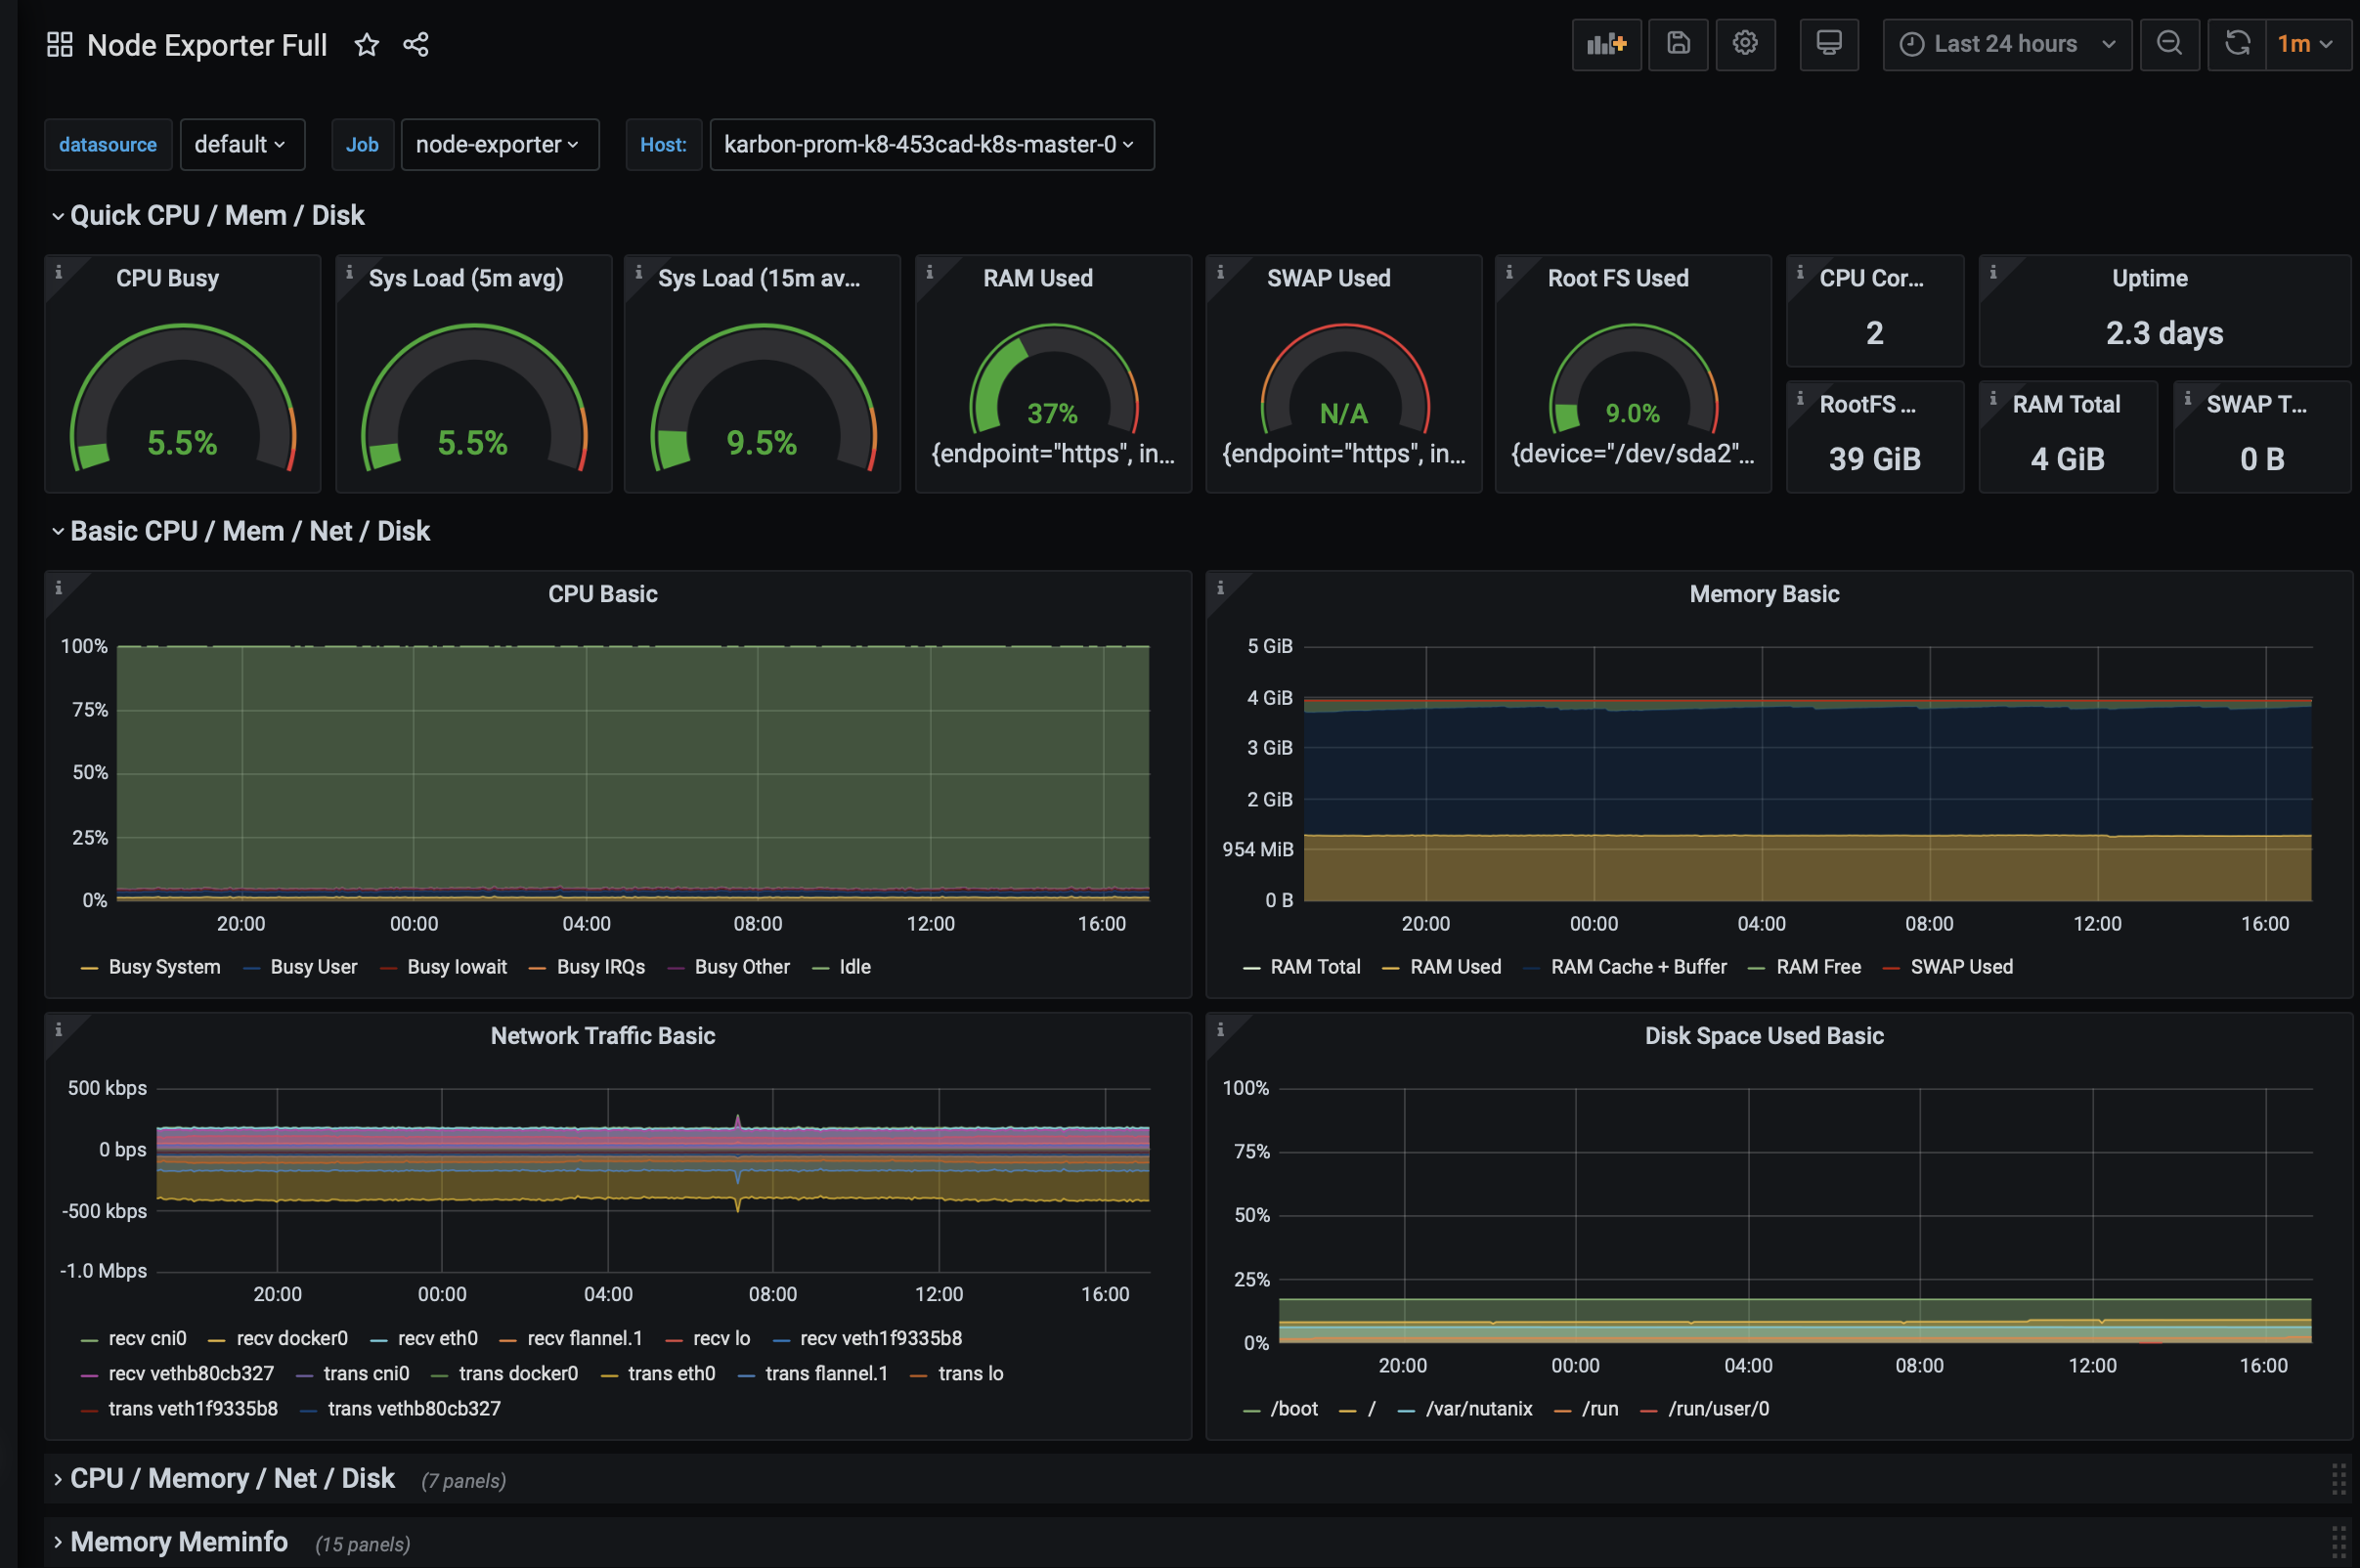 Node Exporter Full
Last 24 hours
1m
datasource default Job node-exporter Host: karbon-prom-k8-453cad-k8s-master-0
Quick CPU / Mem / Disk
CPU Busy
5.5%
Sys Load (5m avg)
5.5%
Sys Load (15m av...
9.5%
RAM Used
37%
{endpoint="https", in...
SWAP Used
N/A
{endpoint="https", in...
Root FS Used
9.0%
{device="/dev/sda2"...
CPU Cor...
2
Uptime
2.3 days
RootFS ...
39 GiB
RAM Total
4 GiB
SWAP T...
0 B
Basic CPU / Mem / Net / Disk
CPU Basic
100%
75%
50%
25%
0%
20:00 00:00 04:00 08:00 12:00 16:00
Busy System Busy User Busy Iowait Busy IRQs Busy Other Idle
Memory Basic
5 GiB
4 GiB
3 GiB
2 GiB
954 MiB
0 B
20:00 00:00 04:00 08:00 12:00 16:00
RAM Total RAM Used RAM Cache + Buffer RAM Free SWAP Used
Network Traffic Basic
500 kbps
0 bps
-500 kbps
-1.0 Mbps
20:00 00:00 04:00 08:00 12:00 16:00
recv cni0 recv docker0 recv eth0 recv flannel.1 recv lo recv veth1f9335b8
recv vethb80cb327 trans cni0 trans docker0 trans eth0 trans flannel.1 trans lo
trans veth1f9335b8 trans vethb80cb327
Disk Space Used Basic
100%
75%
50%
25%
0%
20:00 00:00 04:00 08:00 12:00 16:00
/boot / /var/nutanix /run /run/user/0
CPU / Memory / Net / Disk (7 panels)
Memory Meminfo (15 panels)